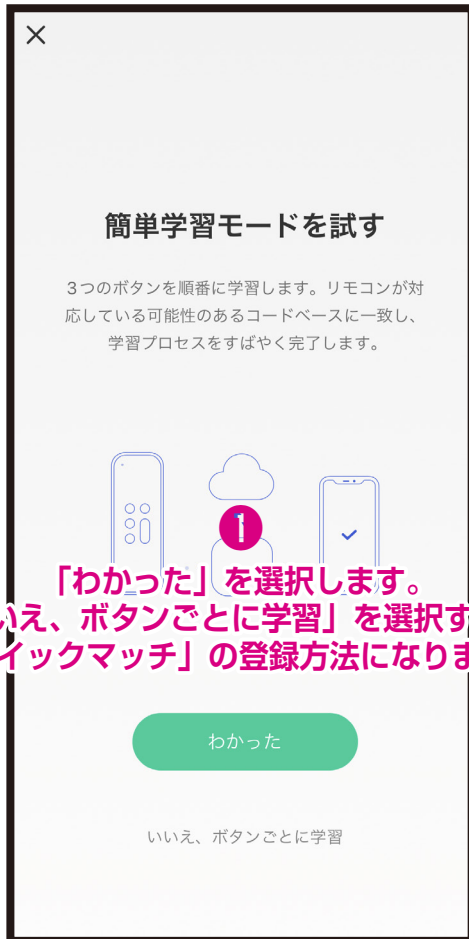 簡単学習モードを試す
3つのボタンを順番に学習します。リモコンが対
応している可能性のあるコードベースに一致し、
学習プロセスをすばやく完了します。
1
「わかった」を選択します。
いえ、ボタンごとに学習」を選択す
イックマッチ」の登録方法になりま
わかった
いいえ、ボタンごとに学習